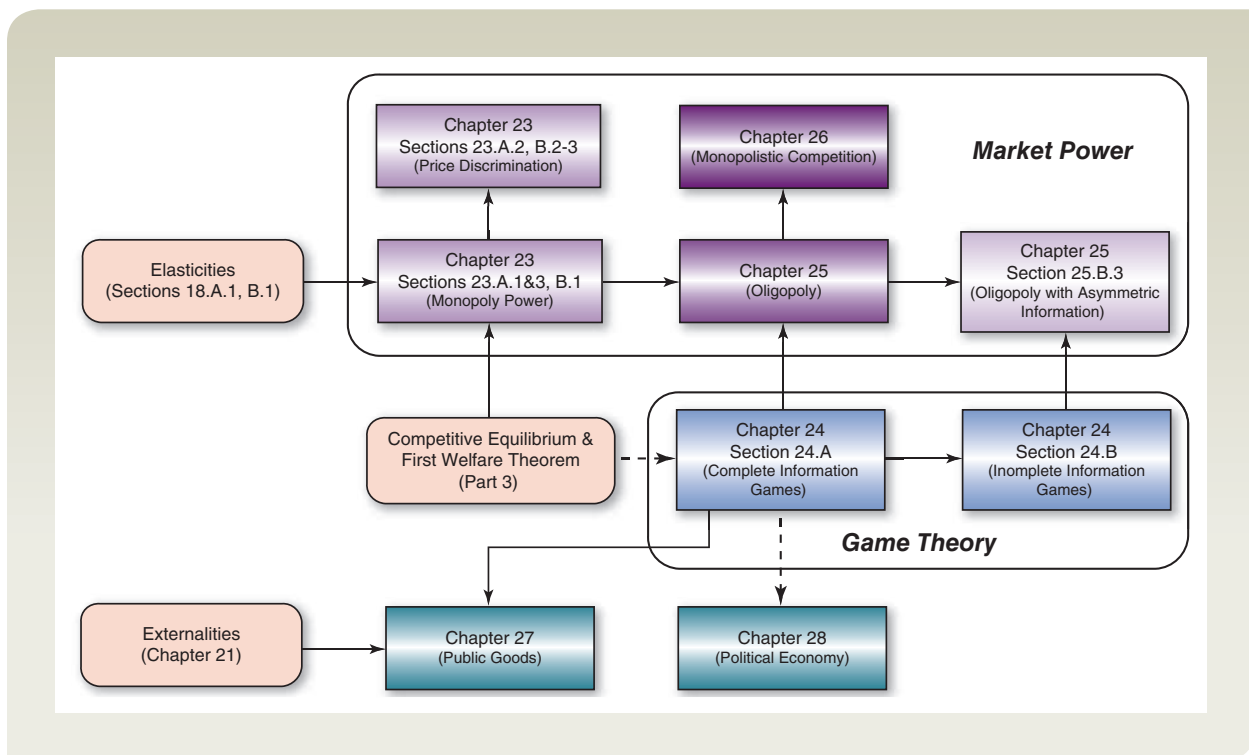 Chapter 23
Sections 23.A.2, B.2-3
(Price Discrimination)
Chapter 26
(Monopolistic Competition)
Market Power
Elasticities
(Sections 18.A.1, B.1)
Chapter 23
Sections 23.A.1&3, B.1
(Monopoly Power)
Chapter 25
(Oligopoly)
Chapter 25
Section 25.B.3
(Oligopoly with Asymmetric
Information)
Competitive Equilibrium &
First Welfare Theorem
(Part 3)
Chapter 24
Section 24.A
(Complete Information
Games)
Chapter 24
Section 24.B
(Inomplete Information
Games)
Game Theory
Externalities
(Chapter 21)
Chapter 27
(Public Goods)
Chapter 28
(Political Economy)